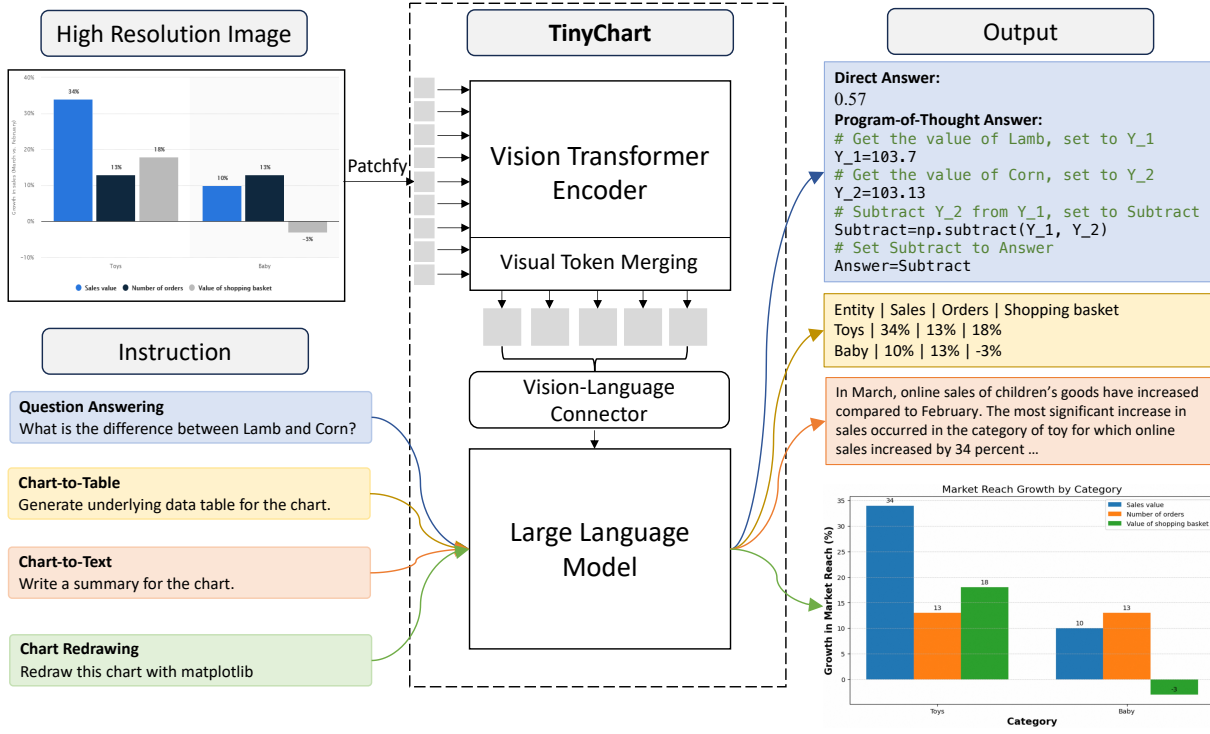 High Resolution Image
TinyChart
Output
40%
30%
20%
10%
0%
-10%
Growth in sales (March vs. February)
34%
13%
18%
10%
13%
-3%
Toys
Baby
Sales value
Number of orders
Value of shopping basket
Patchfy
Vision Transformer
Encoder
Visual Token Merging
Vision-Language
Connector
Large Language
Model
Instruction
Question Answering
What is the difference between Lamb and Corn?
Chart-to-Table
Generate underlying data table for the chart.
Chart-to-Text
Write a summary for the chart.
Chart Redrawing
Redraw this chart with matplotlib
Direct Answer:
0.57
Program-of-Thought Answer:
# Get the value of Lamb, set to Y_1
Y_1=103.7
# Get the value of Corn, set to Y_2
Y_2=103.13
# Subtract Y_2 from Y_1, set to Subtract
Subtract=np.subtract(Y_1, Y_2)
# Set Subtract to Answer
Answer=Subtract
Entity | Sales | Orders | Shopping basket
Toys | 34% | 13% | 18%
Baby | 10% | 13% | -3%
In March, online sales of children’s goods have increased
compared to February. The most significant increase in
sales occurred in the category of toy for which online
sales increased by 34 percent …
Market Reach Growth by Category
Sales value
Number of orders
Value of shopping basket
Growth in Market Reach (%)
35
30
25
20
15
10
5
0
34
13
18
10
13
-3
Toys
Baby
Category